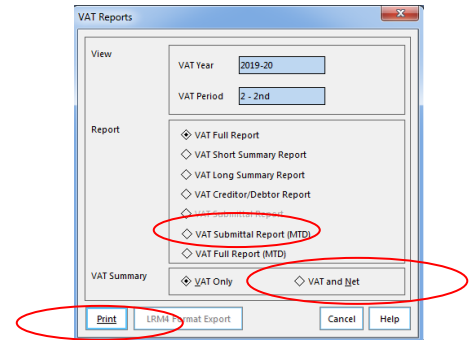 VAT Reports
View
VAT Year 2019-20
VAT Period 2 - 2nd
Report
VAT Full Report
VAT Short Summary Report
VAT Long Summary Report
VAT Creditor/Debtor Report
VAT Submittal Report
VAT Submittal Report (MTD)
VAT Full Report (MTD)
VAT Summary
VAT Only VAT and Net
Print LRM4 Format Export Cancel Help